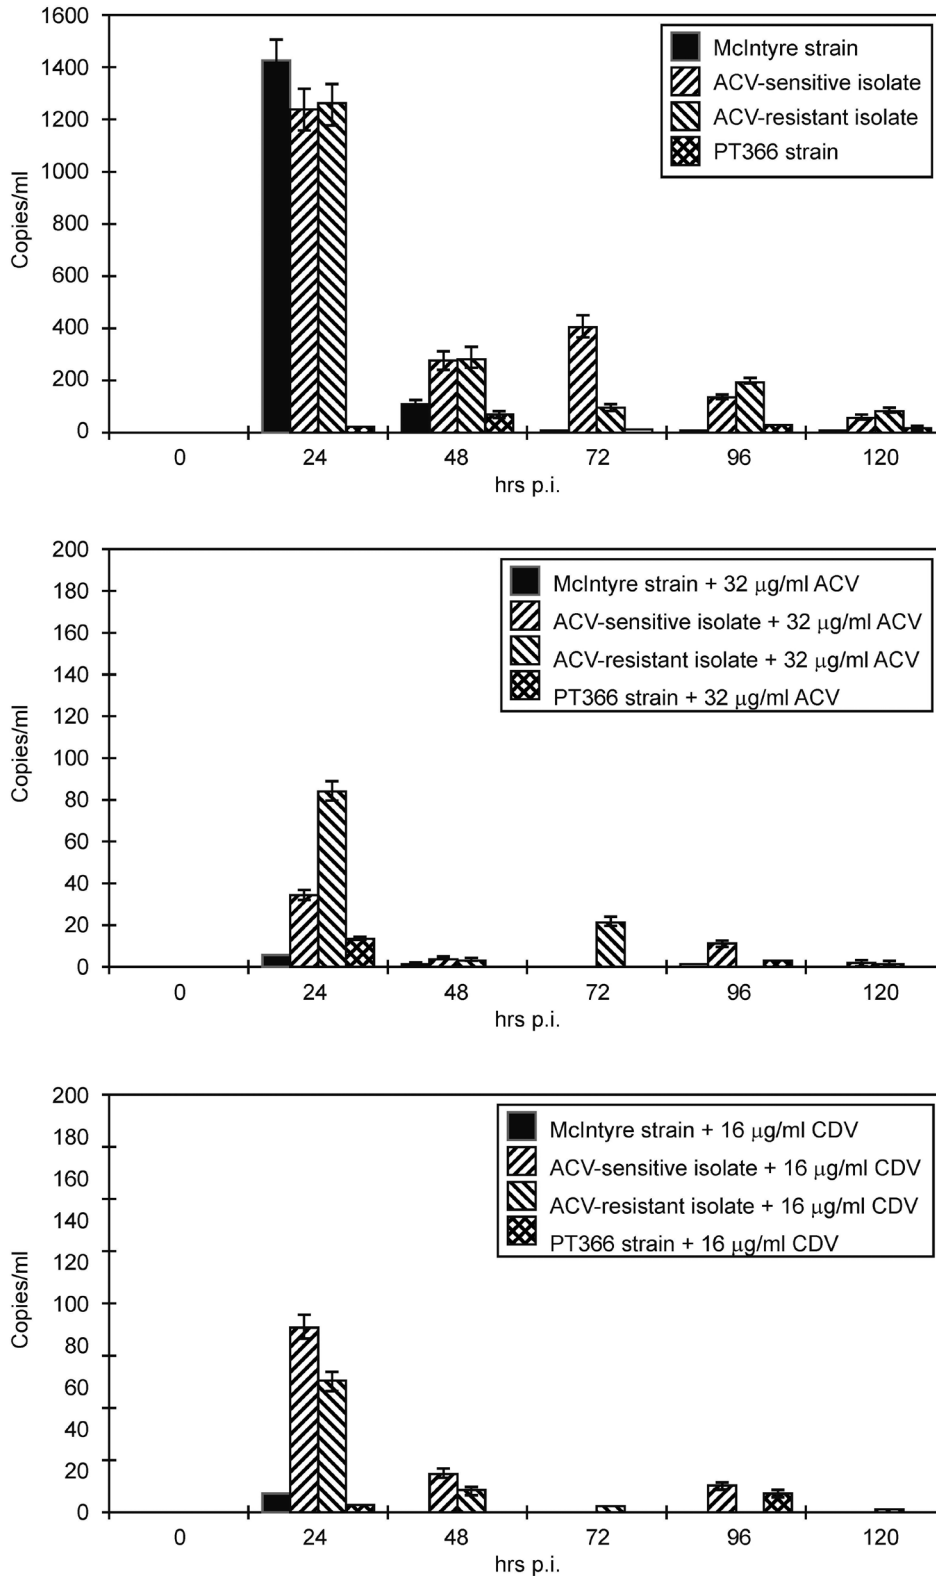 1600
1400
1200
1000
800
600
400
200
0
Copies/ml
McIntyre strain
ACV-sensitive isolate
ACV-resistant isolate
PT366 strain
0 24 48 72 96 120
hrs p.i.
200
180
160
140
120
100
80
60
40
20
0
Copies/ml
McIntyre strain + 32 μg/ml ACV
ACV-sensitive isolate + 32 μg/ml ACV
ACV-resistant isolate + 32 μg/ml ACV
PT366 strain + 32 μg/ml ACV
0 24 48 72 96 120
hrs p.i.
200
180
160
140
120
100
80
60
40
20
0
Copies/ml
McIntyre strain + 16 μg/ml CDV
ACV-sensitive isolate + 16 μg/ml CDV
ACV-resistant isolate + 16 μg/ml CDV
PT366 strain + 16 μg/ml CDV
0 24 48 72 96 120
hrs p.i.